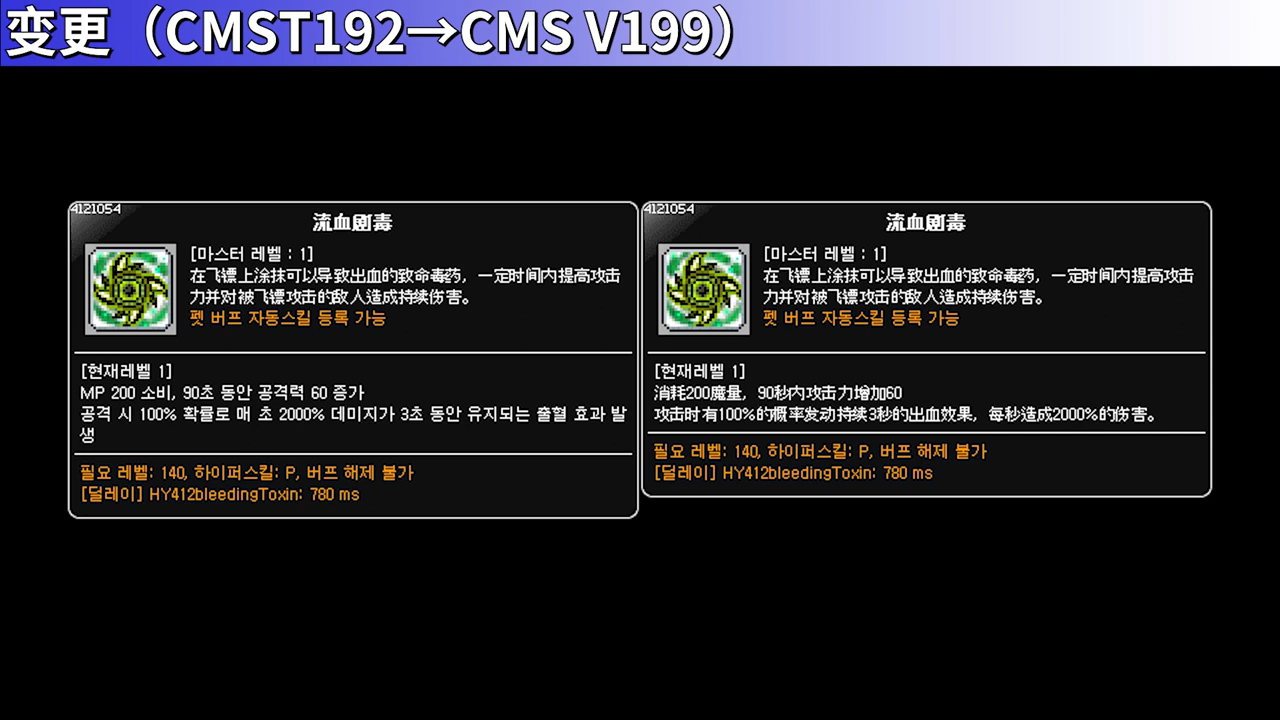 变更（CMST192→CMS V199）
4121054
流血剧毒
[마스터 레벨 : 1]
在飞镖上涂抹可以导致出血的致命毒药，一定时间内提高攻击
力并对被飞镖攻击的敌人造成持续伤害。
펫 버프 자동스킬 등록 가능
[현재레벨 1]
MP 200 소비, 90초 동안 공격력 60 증가
공격 시 100% 확률로 매 초 2000% 데미지가 3초 동안 유지되는 출혈 효과 발
생
필요 레벨: 140, 하이퍼스킬: P, 버프 해제 불가
[딜레이] HY412bleedingToxin: 780 ms
4121054
流血剧毒
[마스터 레벨 : 1]
在飞镖上涂抹可以导致出血的致命毒药，一定时间内提高攻击
力并对被飞镖攻击的敌人造成持续伤害。
펫 버프 자동스킬 등록 가능
[현재레벨 1]
消耗200魔量，90秒内攻击力增加60
攻击时有100%的概率发动持续3秒的出血效果，每秒造成2000%的伤害。
필요 레벨: 140, 하이퍼스킬: P, 버프 해제 불가
[딜레이] HY412bleedingToxin: 780 ms